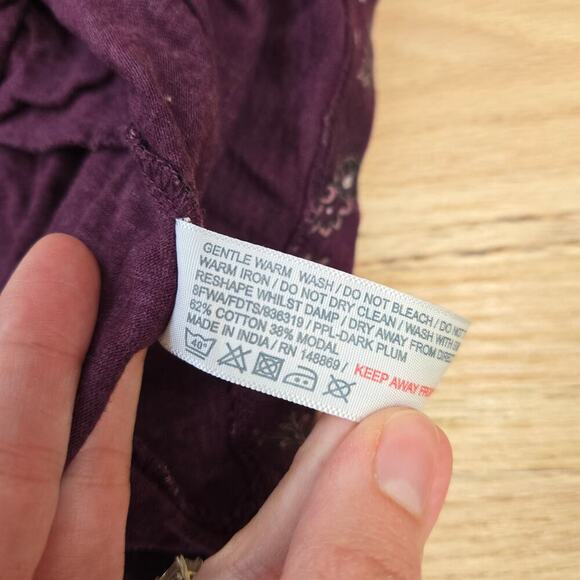 GENTLE WARM WASH / DO NOT BLEACH / DO NOT
WARM IRON / DO NOT DRY CLEAN / WASH WITH
RESHAPE WHILST DAMP / DRY AWAY FROM
8FWA/FDTS/936319 / PPL-DARK PLUM
62% COTTON 38% MODAL
MADE IN INDIA / RN 148869 / KEEP AWAY
40°